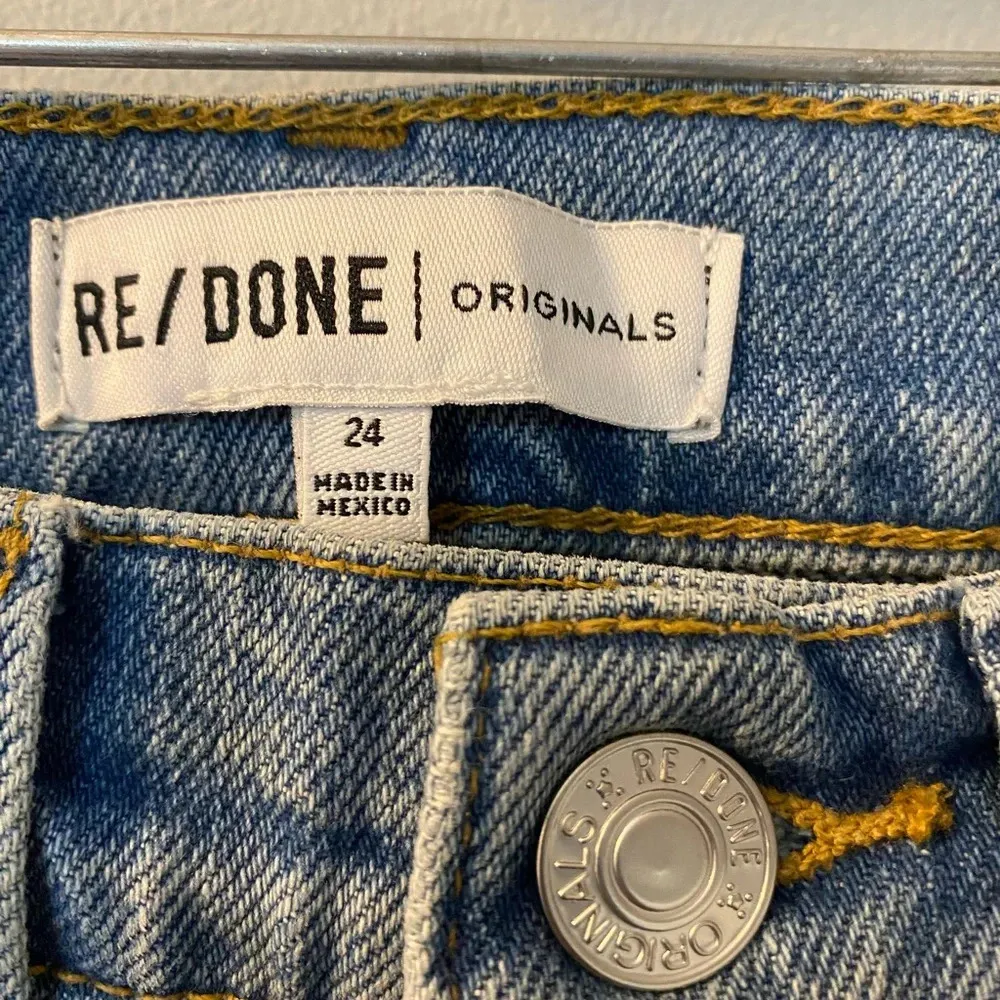 RE/DONE | ORIGINALS
24
MADE IN
MEXICO
RE/DONE ORIGINALS